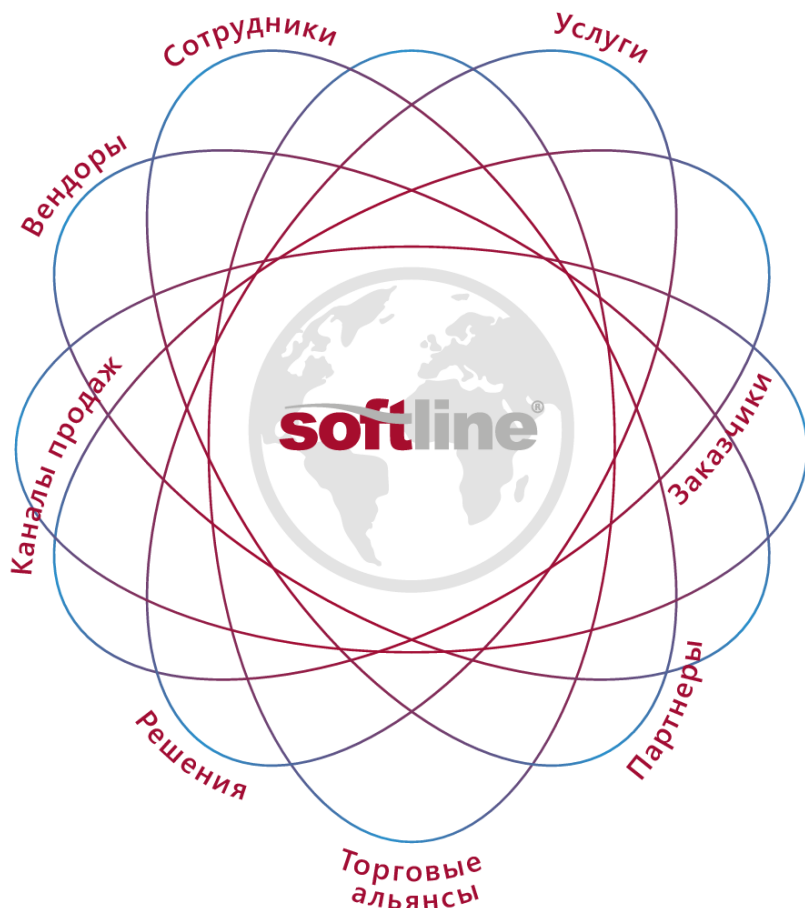 Сотрудники
Услуги
Вендоры
Каналы продаж
softline®
Заказчики
Партнеры
Решения
Торговые
альянсы